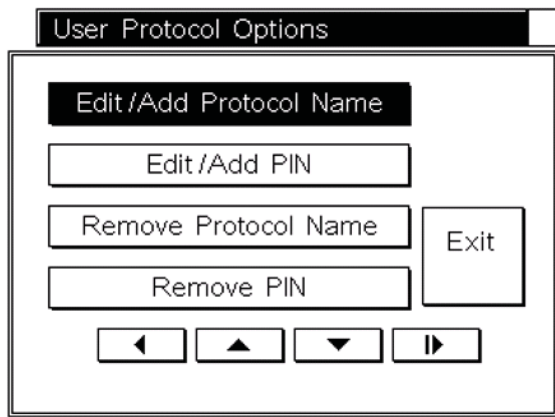 User Protocol Options
Edit/Add Protocol Name
Edit/Add PIN
Remove Protocol Name
Exit
Remove PIN